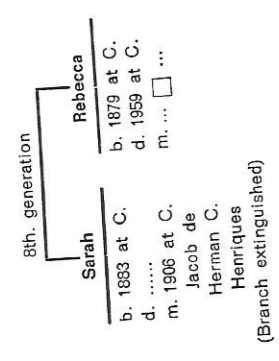 8th. generation
Sarah
b. 1883 at C.
d. ......
m. 1906 at C.
Jacob de
Herman C.
Henriques
(Branch extinguished)
Rebecca
b. 1879 at C.
d. 1959 at C.
m. ... □ ...